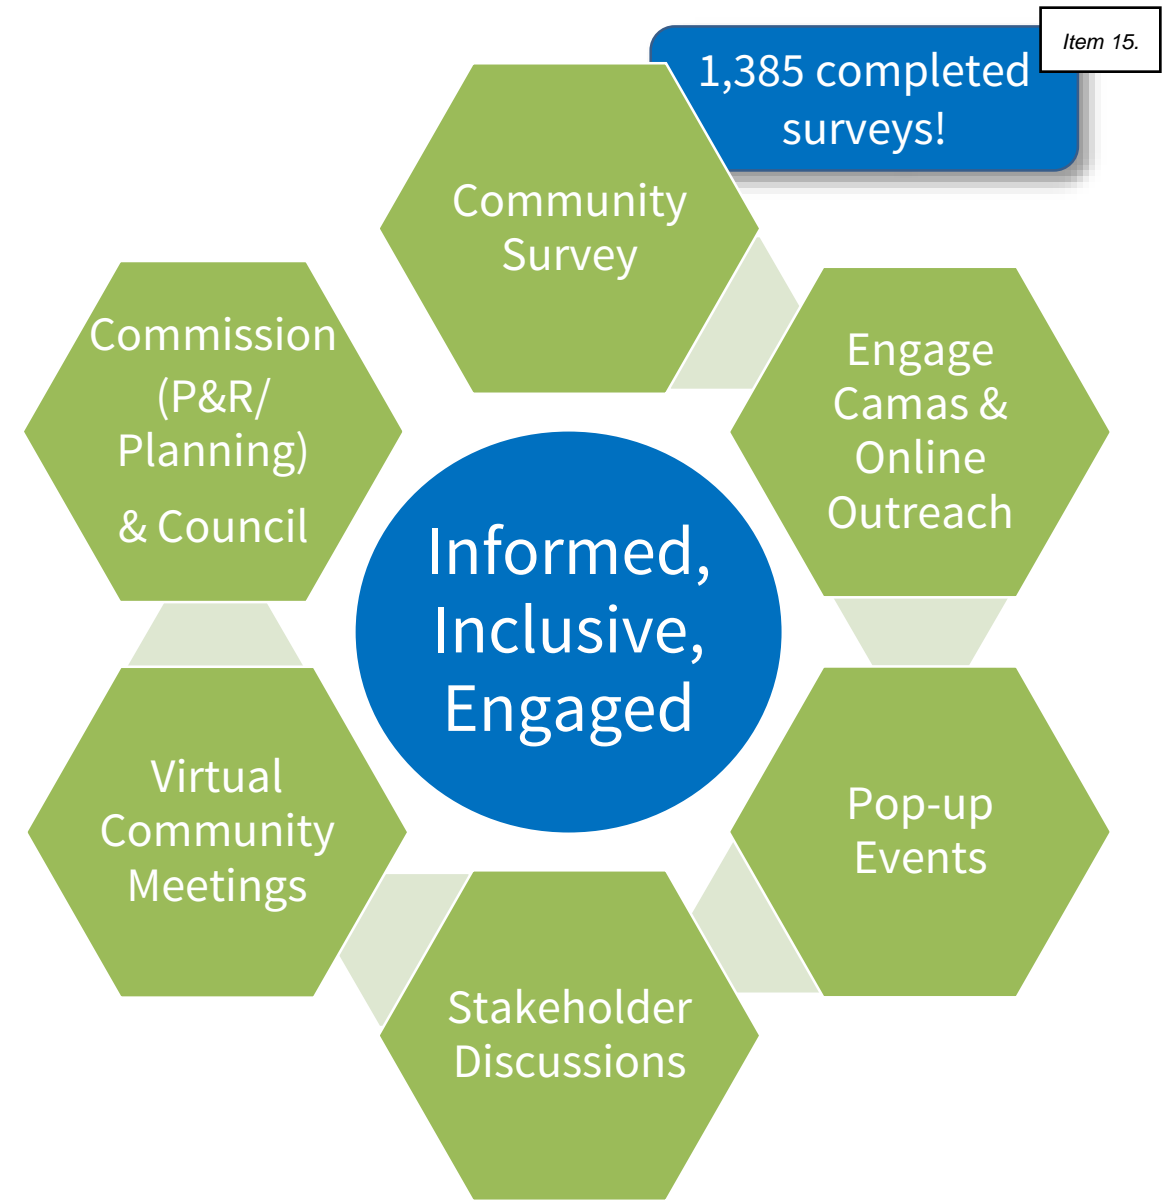 Item 15.
1,385 completed
surveys!
Community
Survey
Engage
Camas &
Online
Outreach
Pop-up
Events
Stakeholder
Discussions
Virtual
Community
Meetings
Commission
(P&R/
Planning)
& Council
Informed,
Inclusive,
Engaged